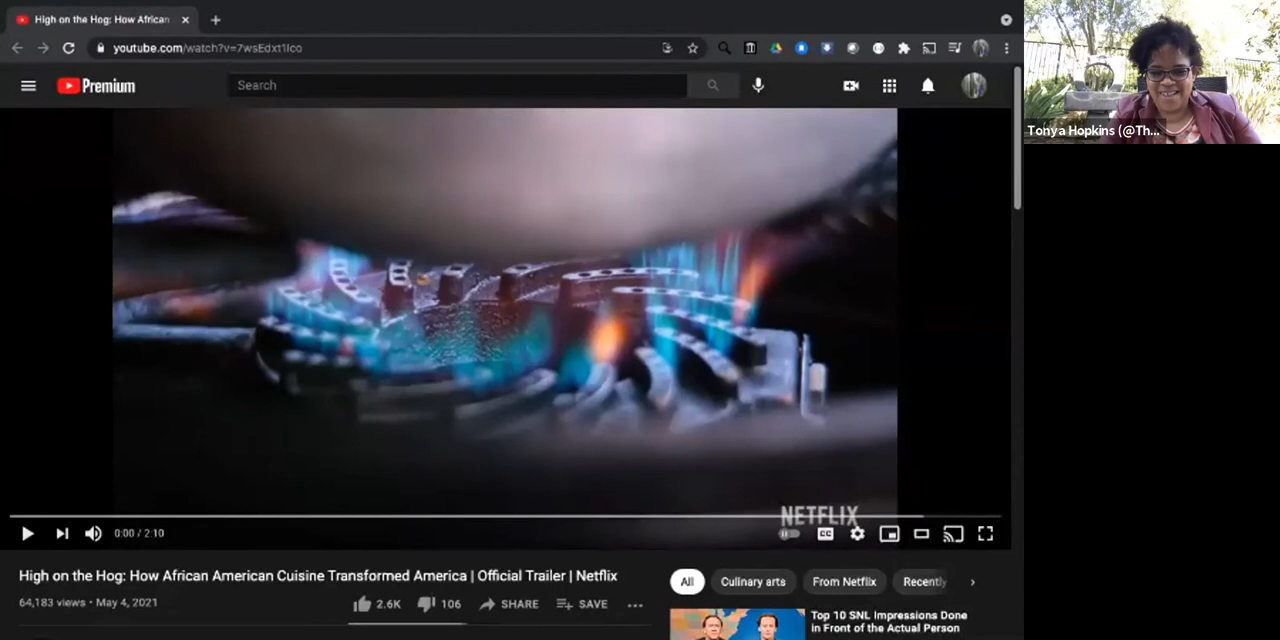 High on the Hog: How African
youtube.com/watch?v=7wsEdxt1Ico
Premium
Search
Tonya Hopkins (@Th...
NETFLIX
0:00 / 2:10
CC
High on the Hog: How African American Cuisine Transformed America | Official Trailer | Netflix
64,183 views • May 4, 2021
2.6K
106
SHARE
SAVE
All
Culinary arts
From Netflix
Recently
Top 10 SNL Impressions Done
in Front of the Actual Person